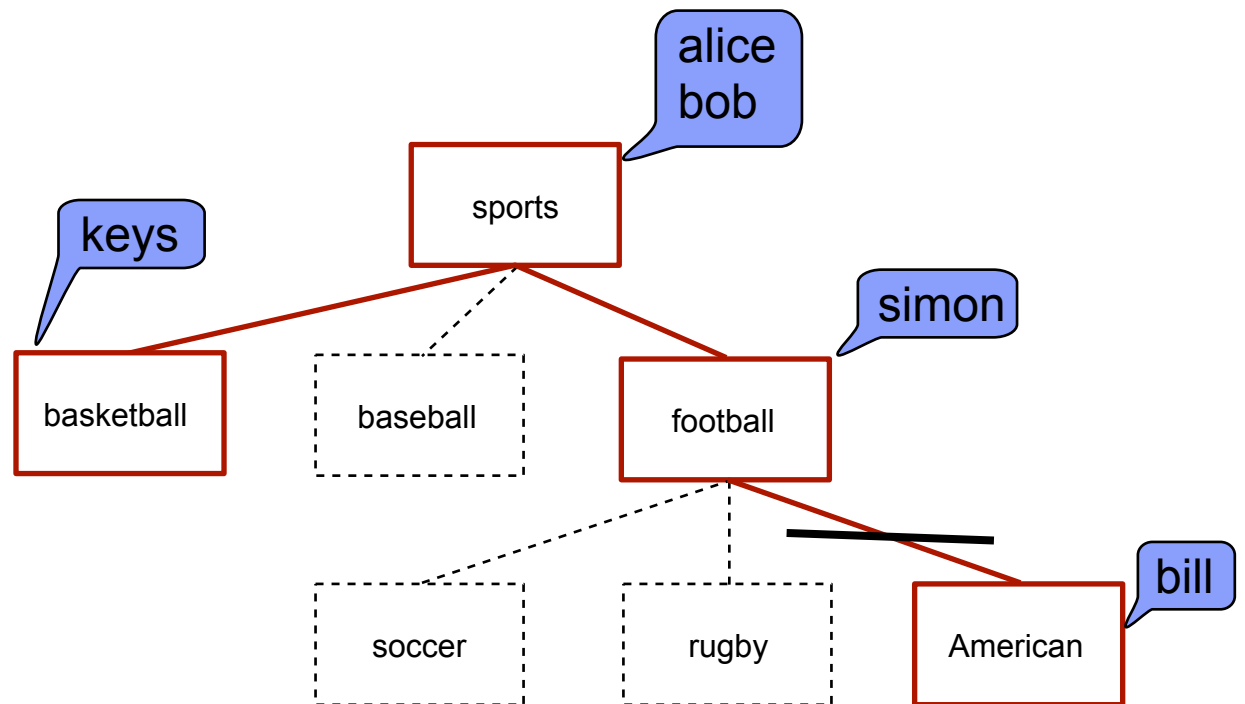 alice
bob
sports
keys
simon
basketball
baseball
football
bill
soccer
rugby
American